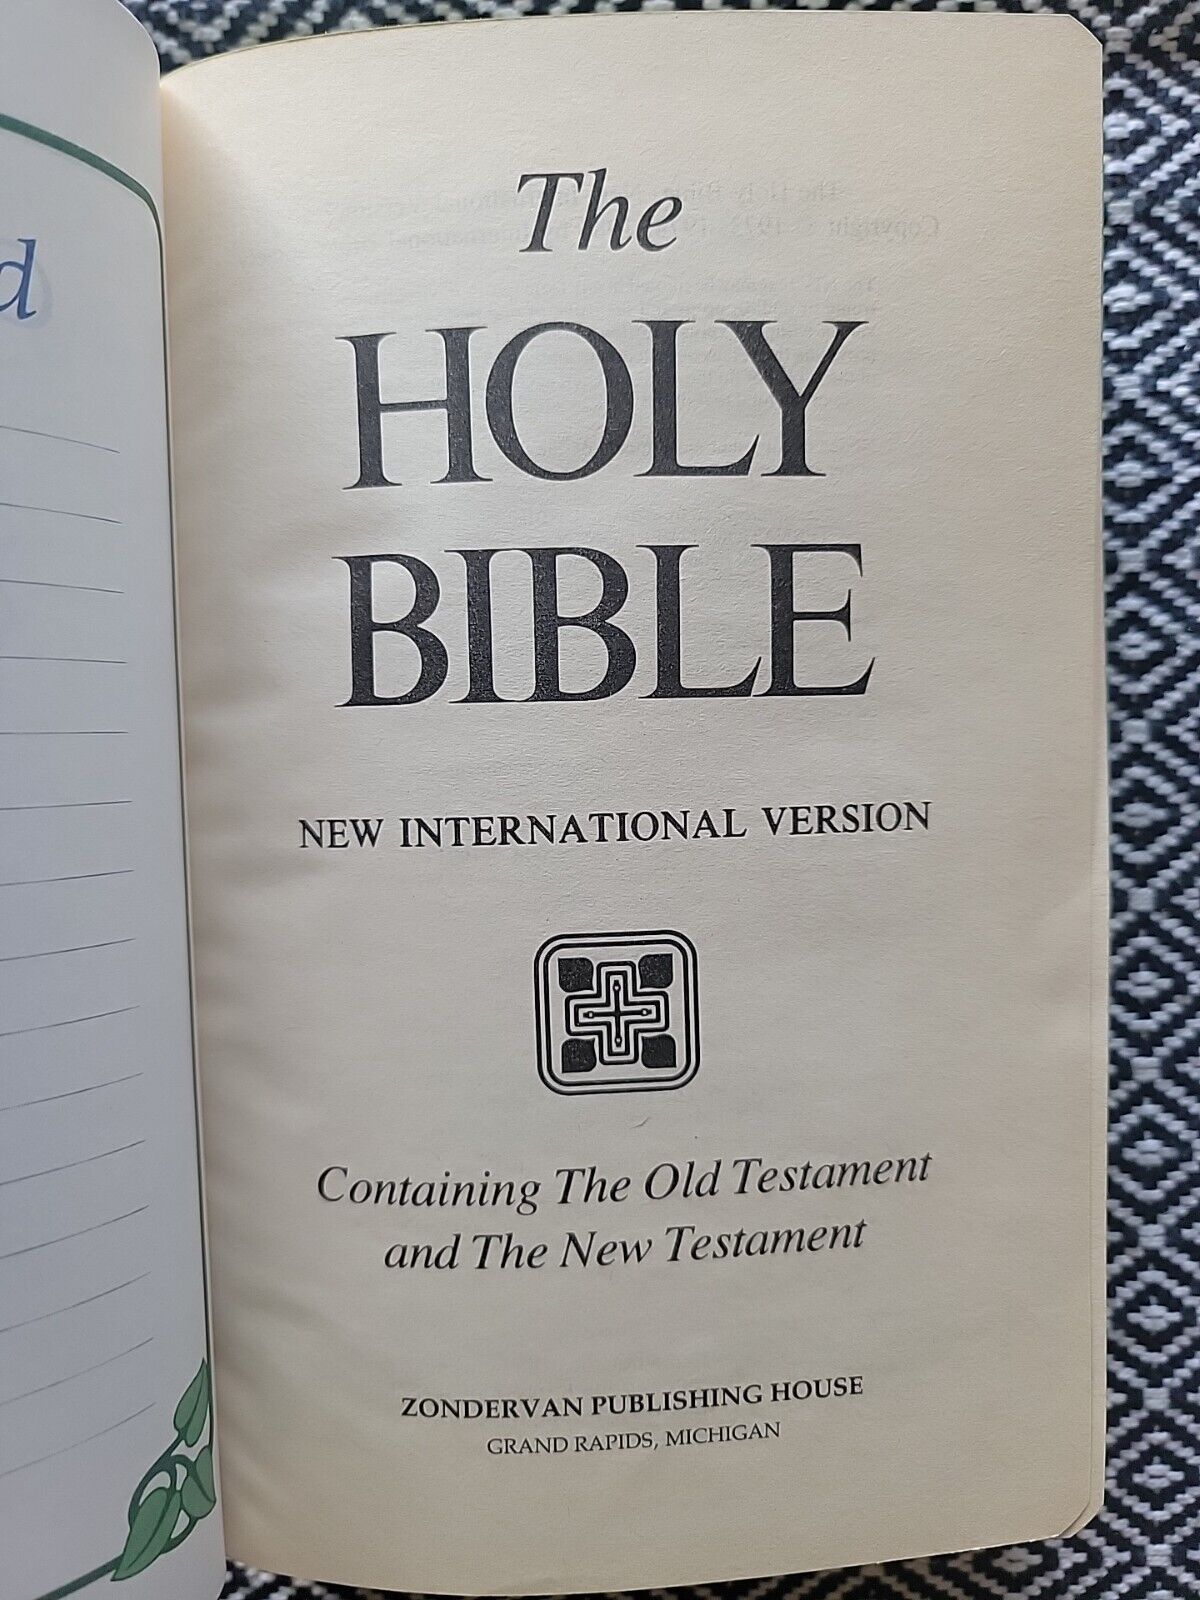 The
HOLY
BIBLE
NEW INTERNATIONAL VERSION
Containing The Old Testament
and The New Testament
ZONDERVAN PUBLISHING HOUSE
GRAND RAPIDS, MICHIGAN